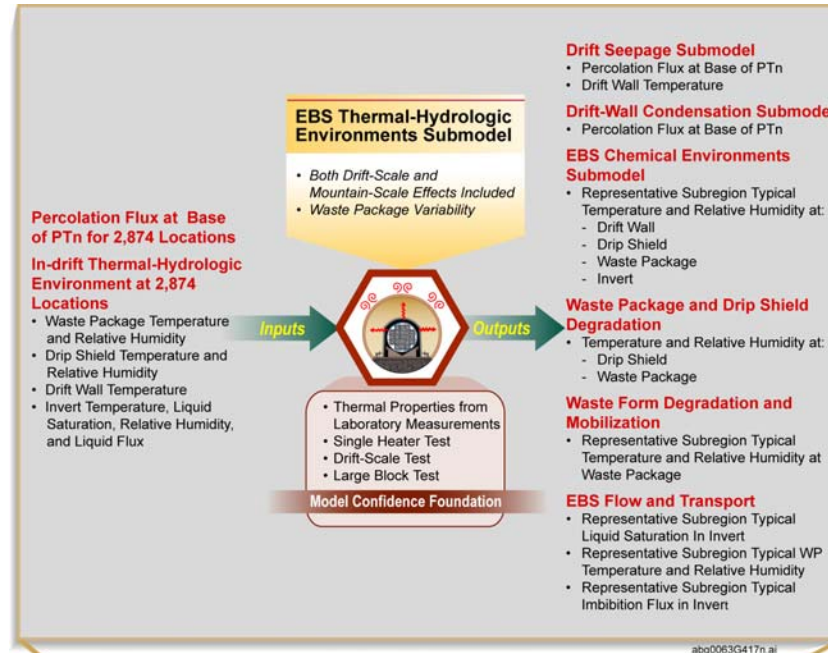 EBS Thermal-Hydrologic
Environments Submodel
• Both Drift-Scale and
Mountain-Scale Effects Included
• Waste Package Variability
Percolation Flux at Base
of PTn for 2,874 Locations
In-drift Thermal-Hydrologic
Environment at 2,874
Locations
• Waste Package Temperature
and Relative Humidity
• Drip Shield Temperature and
Relative Humidity
• Drift Wall Temperature
• Invert Temperature, Liquid
Saturation, Relative Humidity,
and Liquid Flux
Inputs
Outputs
• Thermal Properties from
Laboratory Measurements
• Single Heater Test
• Drift-Scale Test
• Large Block Test
Model Confidence Foundation
Drift Seepage Submodel
• Percolation Flux at Base of PTn
• Drift Wall Temperature
Drift-Wall Condensation Submode
• Percolation Flux at Base of PTn
EBS Chemical Environments
Submodel
• Representative Subregion Typical
Temperature and Relative Humidity at:
- Drift Wall
- Drip Shield
- Waste Package
- Invert
Waste Package and Drip Shield
Degradation
• Temperature and Relative Humidity at:
- Drip Shield
- Waste Package
Waste Form Degradation and
Mobilization
• Representative Subregion Typical
Temperature and Relative Humidity at
Waste Package
EBS Flow and Transport
• Representative Subregion Typical
Liquid Saturation In Invert
• Representative Subregion Typical WP
Temperature and Relative Humidity
• Representative Subregion Typical
Imbibition Flux in Invert
abq0063G417n.ai